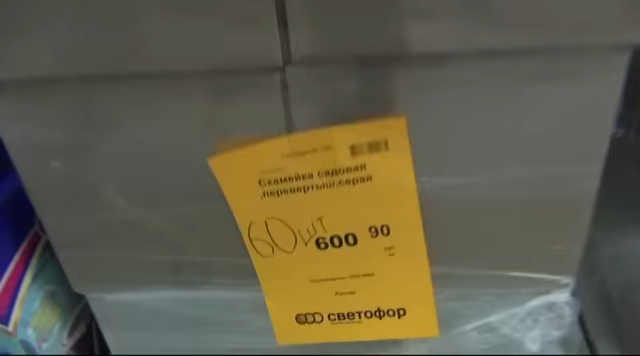 Скамейка садовая
,перевертыш,серая
60 шт
600 90
Россия
светофор